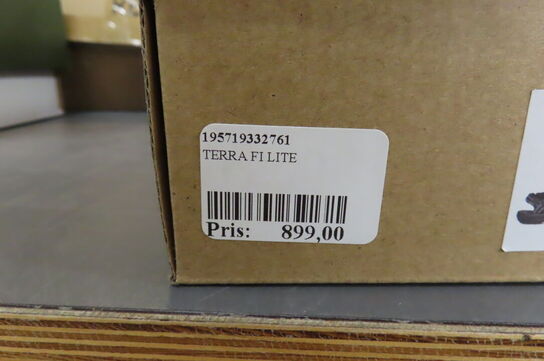 195719332761
TERRA FI LITE
Pris: 899,00